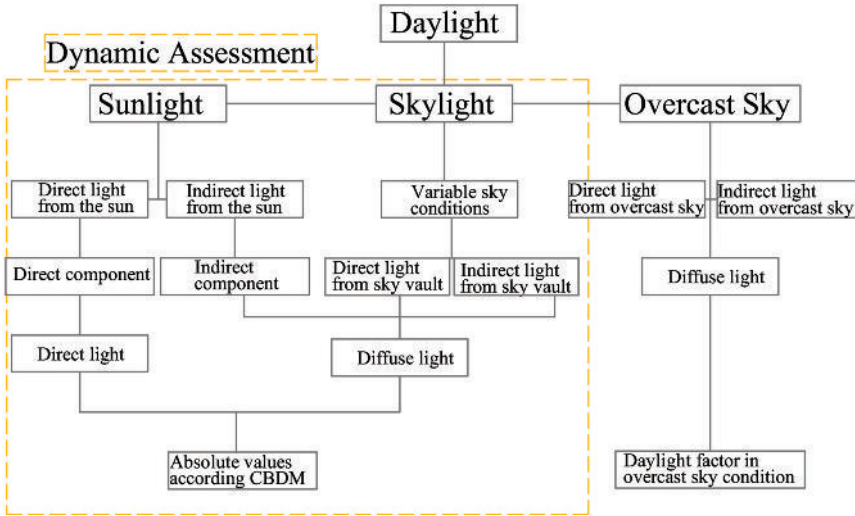 Daylight
Dynamic Assessment
Sunlight
Skylight
Overcast Sky
Direct light
from the sun
Indirect light
from the sun
Variable sky
conditions
Direct light
from overcast sky
Indirect light
from overcast sky
Direct component
Indirect
component
Direct light
from sky vault
Indirect light
from sky vault
Diffuse light
Direct light
Diffuse light
Absolute values
according CBDM
Daylight factor in
overcast sky condition